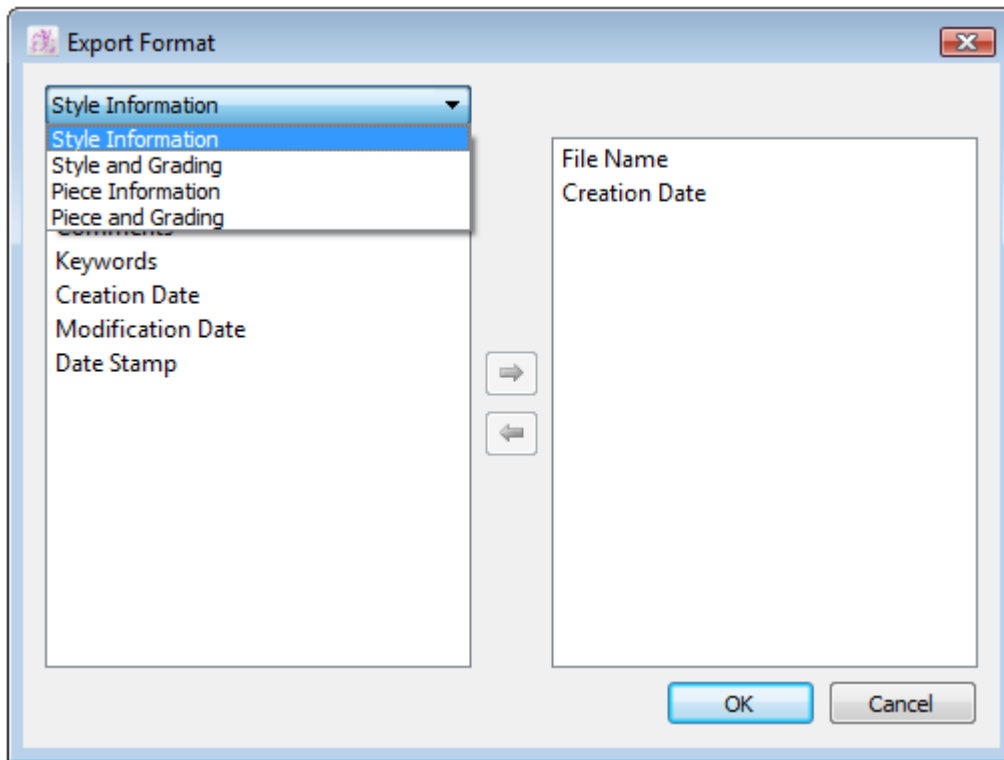 Export Format
Style Information
Style Information
Style and Grading
Piece Information
Piece and Grading
Comments
Keywords
Creation Date
Modification Date
Date Stamp
File Name
Creation Date
OK
Cancel